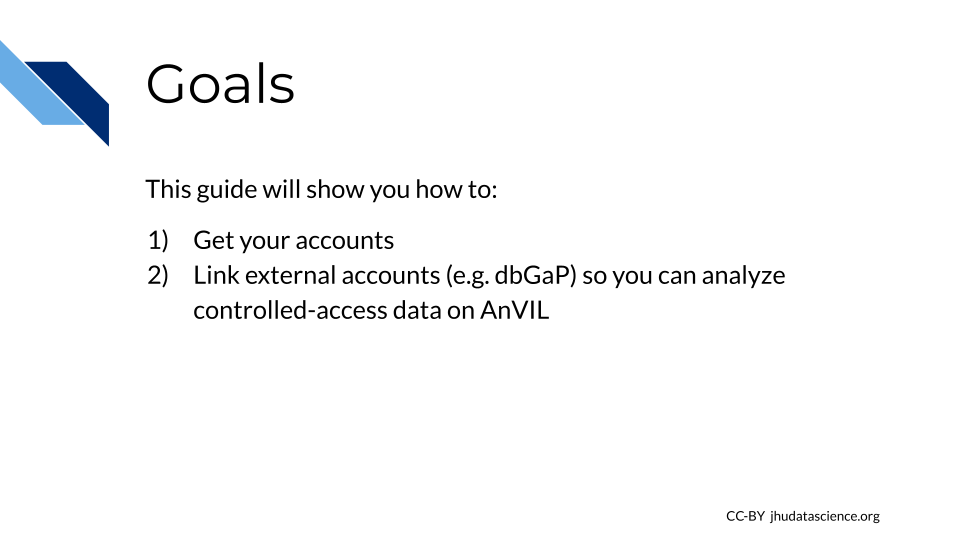 Goals
This guide will show you how to:
1) Get your accounts
2) Link external accounts (e.g. dbGaP) so you can analyze
controlled-access data on AnVIL
CC-BY jhudatascience.org